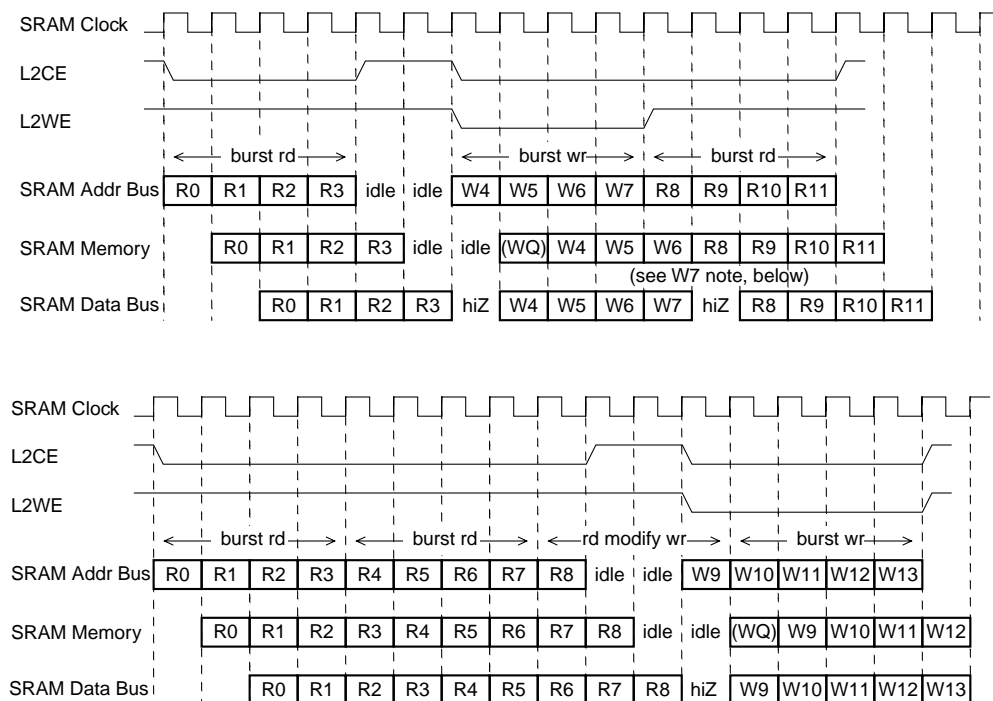 SRAM Clock
L2CE
L2WE
burst rd burst wr burst rd
SRAM Addr Bus R0 R1 R2 R3 idle idle W4 W5 W6 W7 R8 R9 R10 R11
SRAM Memory R0 R1 R2 R3 idle idle (WQ) W4 W5 W6 R8 R9 R10 R11
(see W7 note, below)
SRAM Data Bus R0 R1 R2 R3 hiZ W4 W5 W6 W7 hiZ R8 R9 R10 R11
SRAM Clock
L2CE
L2WE
burst rd burst rd rd modify wr burst wr
SRAM Addr Bus R0 R1 R2 R3 R4 R5 R6 R7 R8 idle idle W9 W10 W11 W12 W13
SRAM Memory R0 R1 R2 R3 R4 R5 R6 R7 R8 idle idle (WQ) W9 W10 W11 W12
SRAM Data Bus R0 R1 R2 R3 R4 R5 R6 R7 R8 hiZ W9 W10 W11 W12 W13